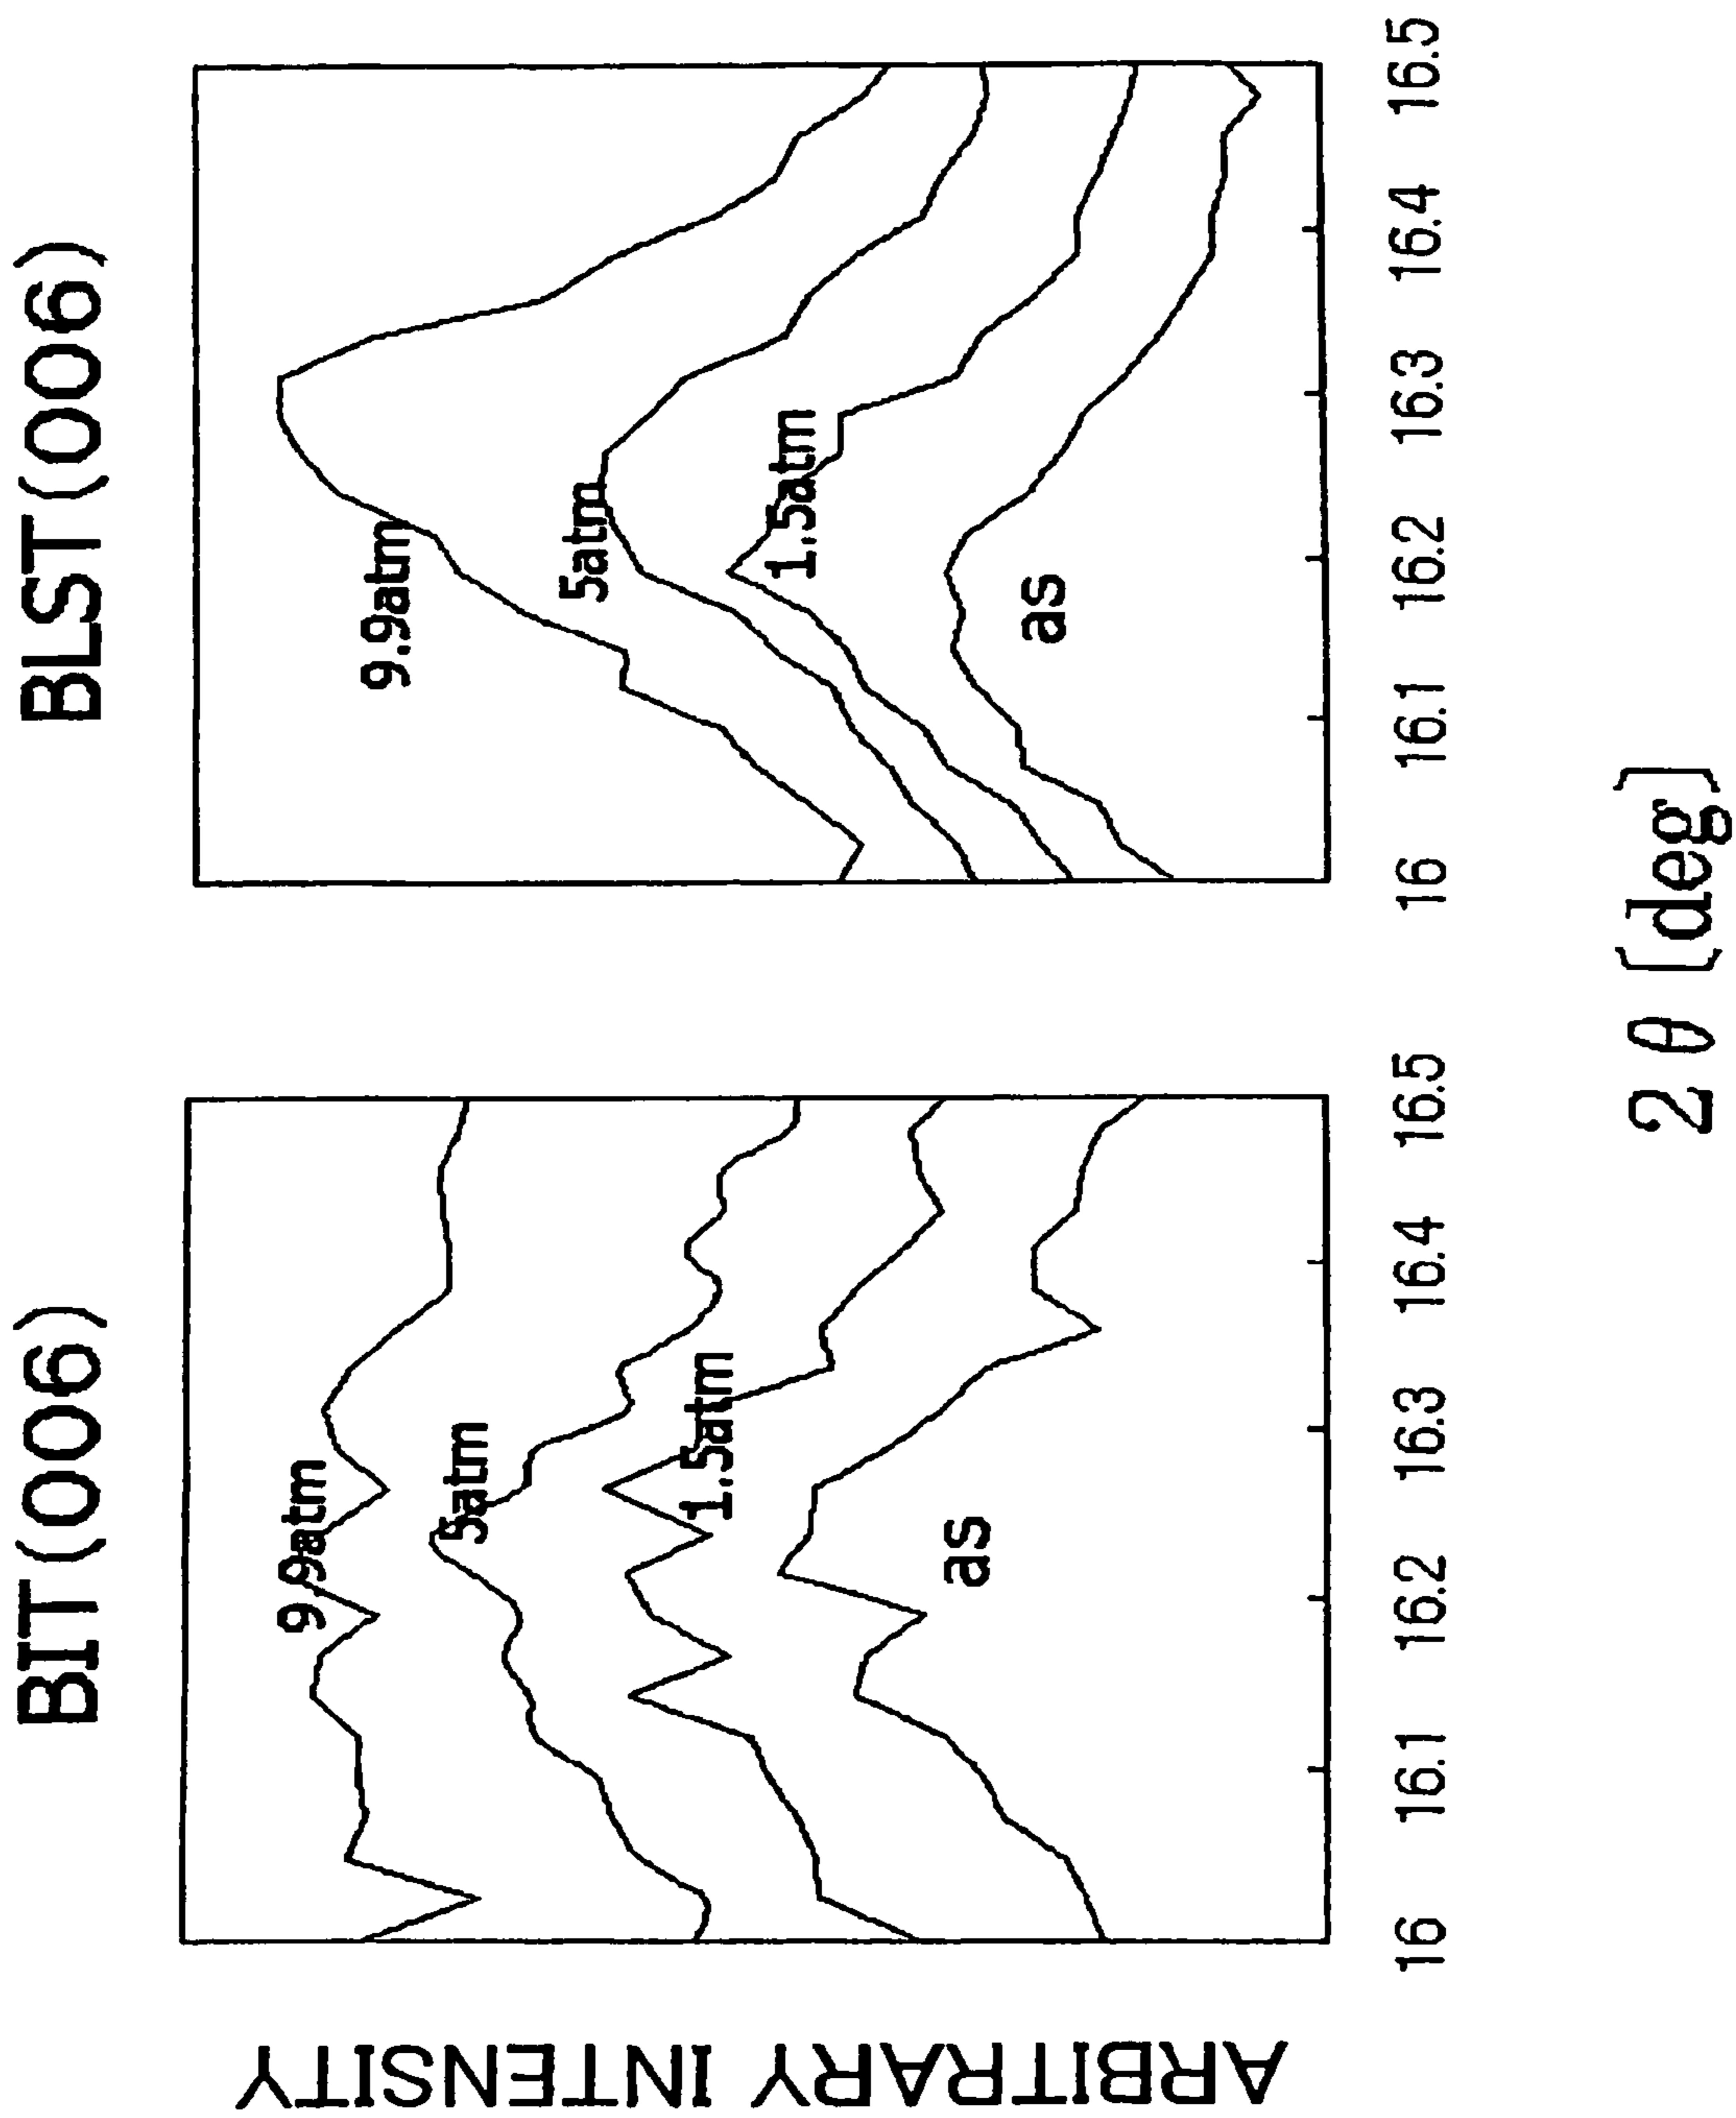 BIT(006)
BLST(006)
ARBITRARY INTENSITY
9.9atm
5atm
1.5atm
as
16 16.1 16.2 16.3 16.4 16.5
9.9atm
5atm
1.5atm
as
16 16.1 16.2 16.3 16.4 16.5
2θ [deg]